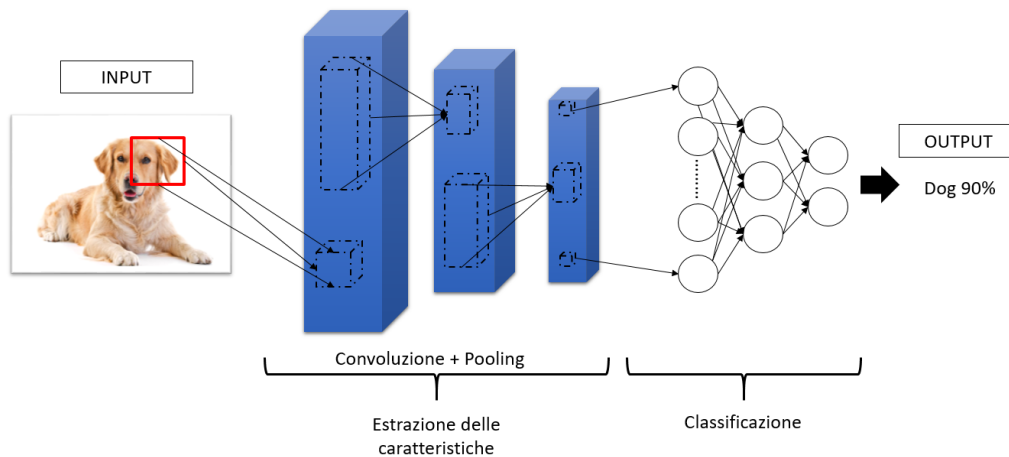 INPUT
OUTPUT
Dog 90%
Convoluzione + Pooling
Estrazione delle
caratteristiche
Classificazione